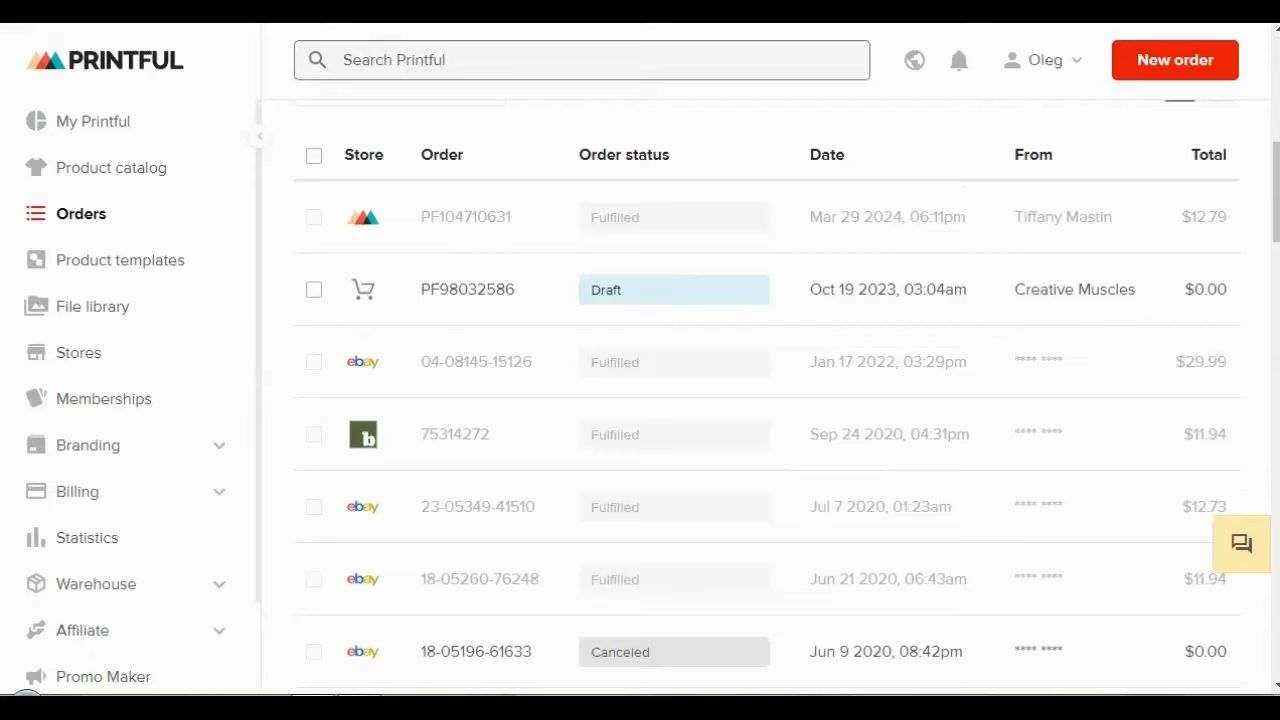 PRINTFUL
Search Printful
Oleg
New order
My Printful
Product catalog
Orders
Product templates
File library
Stores
Memberships
Branding
Billing
Statistics
Warehouse
Affiliate
Promo Maker
Store Order Order status Date From Total
PF104710631 Fulfilled Mar 29 2024, 06:11pm Tiffany Mastin $12.79
PF98032586 Draft Oct 19 2023, 03:04am Creative Muscles $0.00
ebay 04-08145-15126 Fulfilled Jan 17 2022, 03:29pm **** **** $29.99
b 75314272 Fulfilled Sep 24 2020, 04:31pm **** **** $11.94
ebay 23-05349-41510 Fulfilled Jul 7 2020, 01:23am **** **** $12.73
ebay 18-05260-76248 Fulfilled Jun 21 2020, 06:43am **** **** $11.94
ebay 18-05196-61633 Canceled Jun 9 2020, 08:42pm **** **** $0.00